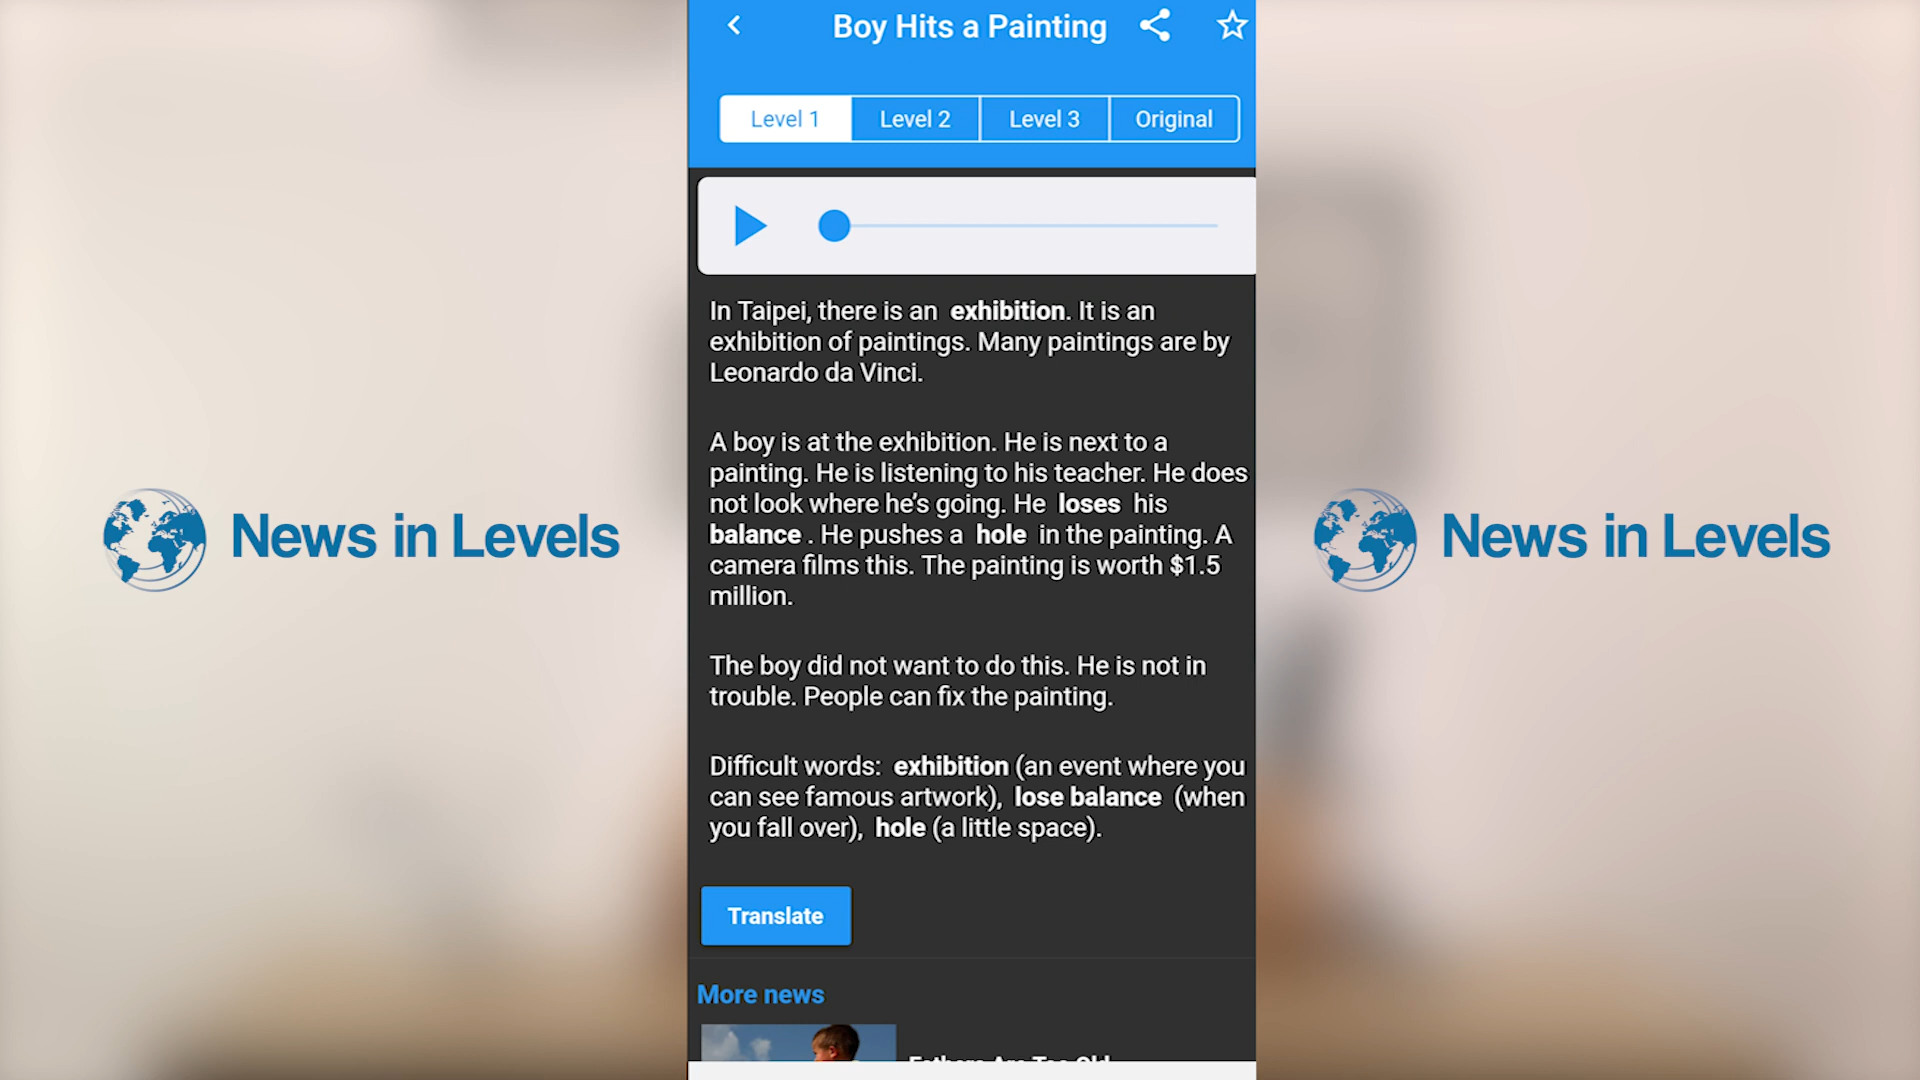 Boy Hits a Painting
Level 1 Level 2 Level 3 Original
In Taipei, there is an exhibition. It is an
exhibition of paintings. Many paintings are by
Leonardo da Vinci.
A boy is at the exhibition. He is next to a
painting. He is listening to his teacher. He does
not look where he’s going. He loses his
balance . He pushes a hole in the painting. A
camera films this. The painting is worth $1.5
million.
The boy did not want to do this. He is not in
trouble. People can fix the painting.
Difficult words: exhibition (an event where you
can see famous artwork), lose balance (when
you fall over), hole (a little space).
Translate
More news
Fathers Are Too Old
News in Levels
News in Levels